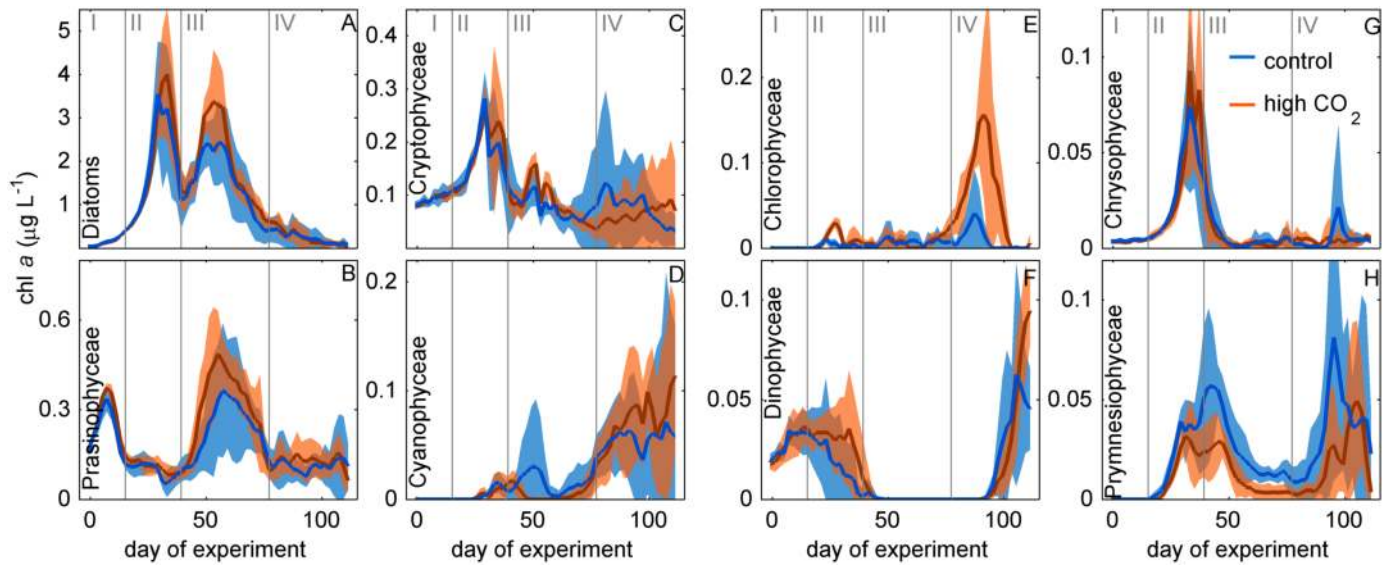 I II III IV A
5
4
3
2
1
Diatoms
chl a (µg L⁻¹)
I II III IV C
0.4
0.3
0.2
0.1
Cryptophyceae
I II III IV E
0.2
0.1
0
Chlorophyceae
I II III IV G
0.1
0.05
0
Chrysophyceae
control
high CO₂
B
0.6
0.3
0
Prasinophyceae
0 50 100
day of experiment
D
0.2
0.1
0
Cyanophyceae
0 50 100
day of experiment
F
0.1
0.05
0
Dinophyceae
0 50 100
day of experiment
H
0.1
0.05
0
Prymnesiophyceae
0 50 100
day of experiment